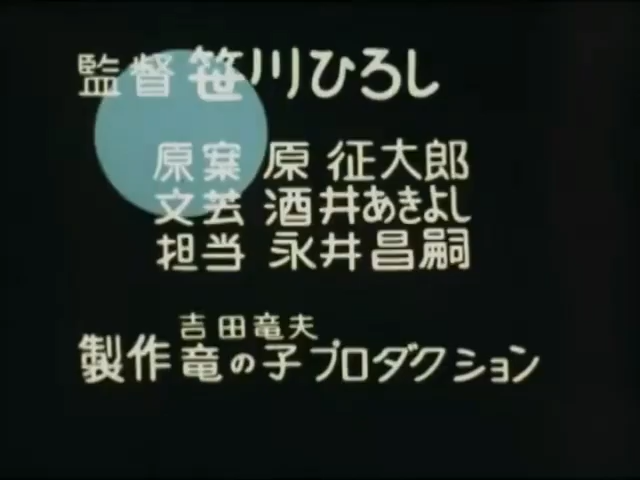 監督 笹川ひろし
原案 原 征太郎
文芸 酒井あきよし
担当 永井昌嗣
吉田竜夫
製作 竜の子プロダクション